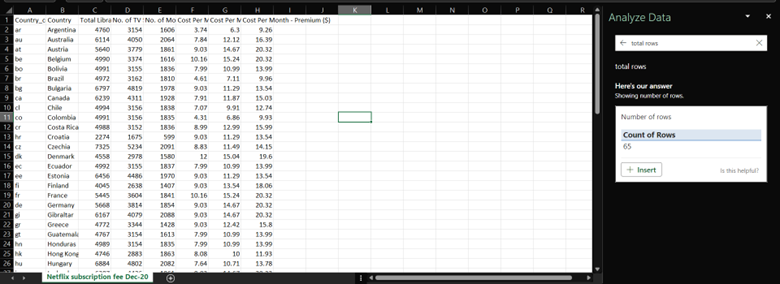 A B C D E F G H I J K L M N O P Q R
1 Country_c Country Total Libra No. of TV No. of Mo Cost Per M Cost Per M Cost Per Month - Premium ($)
2 ar Argentina 4760 3154 1606 3.74 6.3 9.26
3 au Australia 6114 4050 2064 7.84 12.12 16.39
4 at Austria 5640 3779 1861 9.03 14.67 20.32
5 be Belgium 4990 3374 1616 10.16 15.24 20.32
6 bo Bolivia 4991 3155 1836 7.99 10.99 13.99
7 br Brazil 4972 3162 1810 4.61 7.11 9.96
8 bg Bulgaria 6797 4819 1978 9.03 11.29 13.54
9 ca Canada 6239 4311 1928 7.91 11.87 15.03
10 cl Chile 4994 3156 1838 7.07 9.91 12.74
11 co Colombia 4991 3156 1835 4.31 6.86 9.93
12 cr Costa Rica 4988 3152 1836 8.99 12.99 15.99
13 hr Croatia 2274 1675 599 9.03 11.29 13.54
14 cz Czechia 7325 5234 2091 8.83 11.49 14.15
15 dk Denmark 4558 2978 1580 12 15.04 19.6
16 ec Ecuador 4992 3155 1837 7.99 10.99 13.99
17 ee Estonia 6456 4486 1970 9.03 11.29 13.54
18 fi Finland 4045 2638 1407 9.03 13.54 18.06
19 fr France 5445 3604 1841 10.16 15.24 20.32
20 de Germany 5668 3814 1854 9.03 14.67 20.32
21 gi Gibraltar 6167 4079 2088 9.03 14.67 20.32
22 gr Greece 4772 3344 1428 9.03 12.42 15.8
23 gt Guatemala 4767 3154 1613 7.99 10.99 13.99
24 hn Honduras 4989 3154 1835 7.99 10.99 13.99
25 hk Hong Kong 4746 2883 1863 8.08 10 11.93
26 hu Hungary 6884 4802 2082 7.64 10.71 13.78
Netflix subscription fee Dec-20
Analyze Data
total rows
total rows
Here's our answer
Showing number of rows.
Number of rows
Count of Rows
65
Insert
Is this helpful?